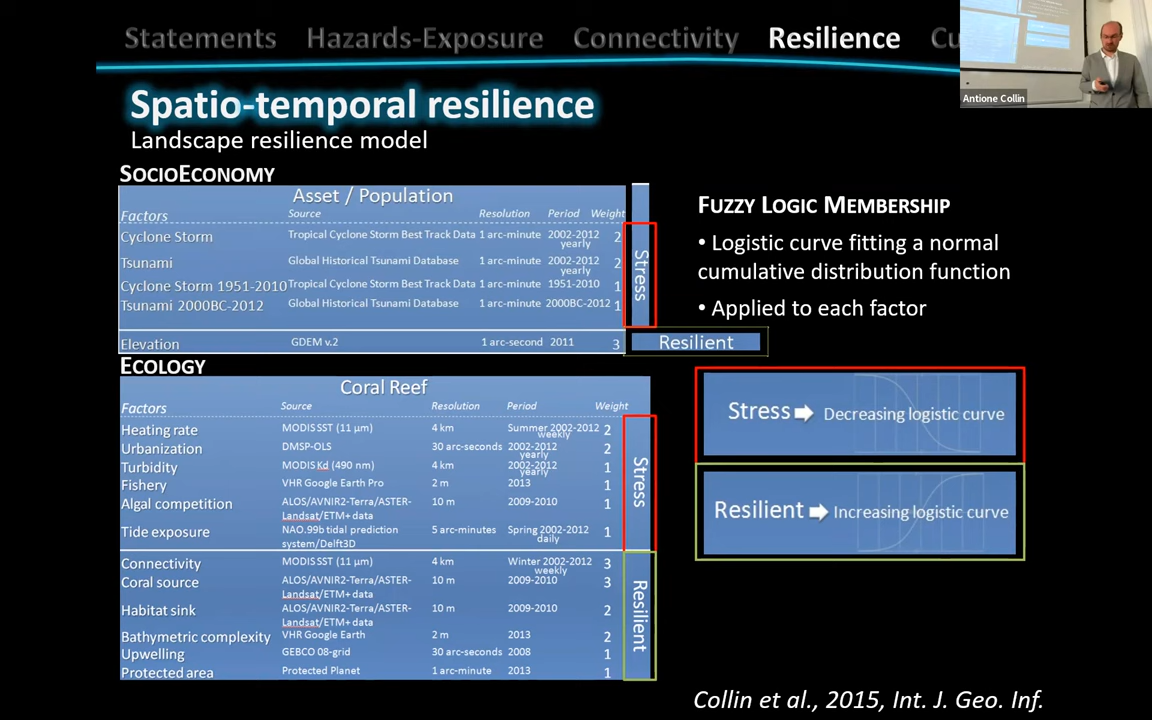 Statements Hazards-Exposure Connectivity Resilience Cu
Antione Collin
Spatio-temporal resilience
Landscape resilience model
SOCIOECONOMY
Asset / Population
Factors Source Resolution Period Weight
Cyclone Storm Tropical Cyclone Storm Best Track Data 1 arc-minute 2002-2012 yearly 2
Tsunami Global Historical Tsunami Database 1 arc-minute 2002-2012 yearly 2
Cyclone Storm 1951-2010 Tropical Cyclone Storm Best Track Data 1 arc-minute 1951-2010 1
Tsunami 2000BC-2012 Global Historical Tsunami Database 1 arc-minute 2000BC-2012 1
Stress
Elevation GDEM v.2 1 arc-second 2011 3 Resilient
ECOLOGY
Coral Reef
Factors Source Resolution Period Weight
Heating rate MODIS SST (11 µm) 4 km Summer 2002-2012 weekly 2
Urbanization DMSP-OLS 30 arc-seconds 2002-2012 yearly 2
Turbidity MODIS Kd (490 nm) 4 km 2002-2012 yearly 1
Fishery VHR Google Earth Pro 2 m 2013 1
Algal competition ALOS/AVNIR2-Terra/ASTER- 10 m 2009-2010 1
Landsat/ETM+ data
Tide exposure NAO.99b tidal prediction 5 arc-minutes Spring 2002-2012 daily 1
system/Delft3D
Stress
Connectivity MODIS SST (11 µm) 4 km Winter 2002-2012 weekly 3
Coral source ALOS/AVNIR2-Terra/ASTER- 10 m 2009-2010 3
Landsat/ETM+ data
Habitat sink ALOS/AVNIR2-Terra/ASTER- 10 m 2009-2010 2
Landsat/ETM+ data
Bathymetric complexity VHR Google Earth 2 m 2013 2
Upwelling GEBCO 08-grid 30 arc-seconds 2008 1
Protected area Protected Planet 1 arc-minute 2013 1
Resilient
FUZZY LOGIC MEMBERSHIP
• Logistic curve fitting a normal
cumulative distribution function
• Applied to each factor
Stress Decreasing logistic curve
Resilient Increasing logistic curve
Collin et al., 2015, Int. J. Geo. Inf.